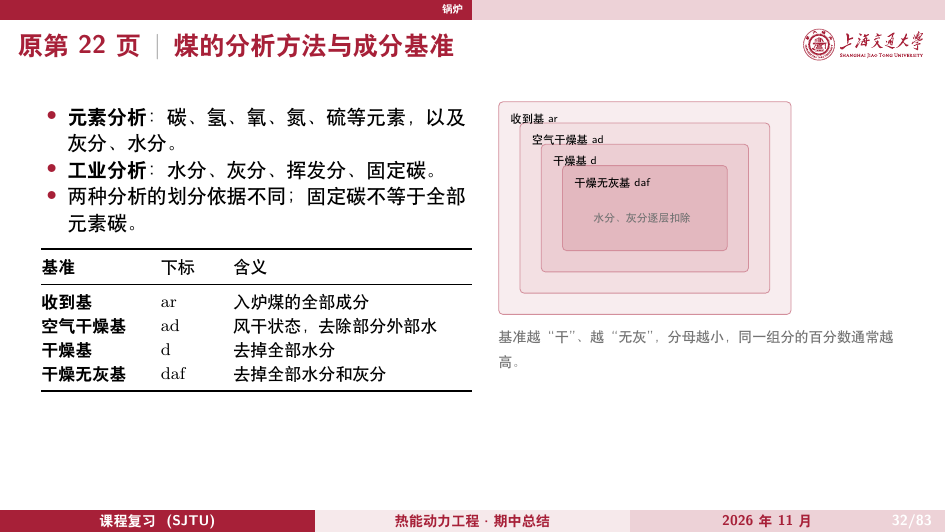 锅炉
原第 22 页 | 煤的分析方法与成分基准
上海交通大学
SHANGHAI JIAO TONG UNIVERSITY
• 元素分析：碳、氢、氧、氮、硫等元素，以及
灰分、水分。
• 工业分析：水分、灰分、挥发分、固定碳。
• 两种分析的划分依据不同；固定碳不等于全部
元素碳。
基准 下标 含义
收到基 ar 入炉煤的全部成分
空气干燥基 ad 风干状态，去除部分外部水
干燥基 d 去掉全部水分
干燥无灰基 daf 去掉全部水分和灰分
收到基 ar
空气干燥基 ad
干燥基 d
干燥无灰基 daf
水分、灰分逐层扣除
基准越“干”、越“无灰”，分母越小，同一组分的百分数通常越
高。
课程复习 (SJTU) 热能动力工程 · 期中总结 2026 年 11 月 32/83